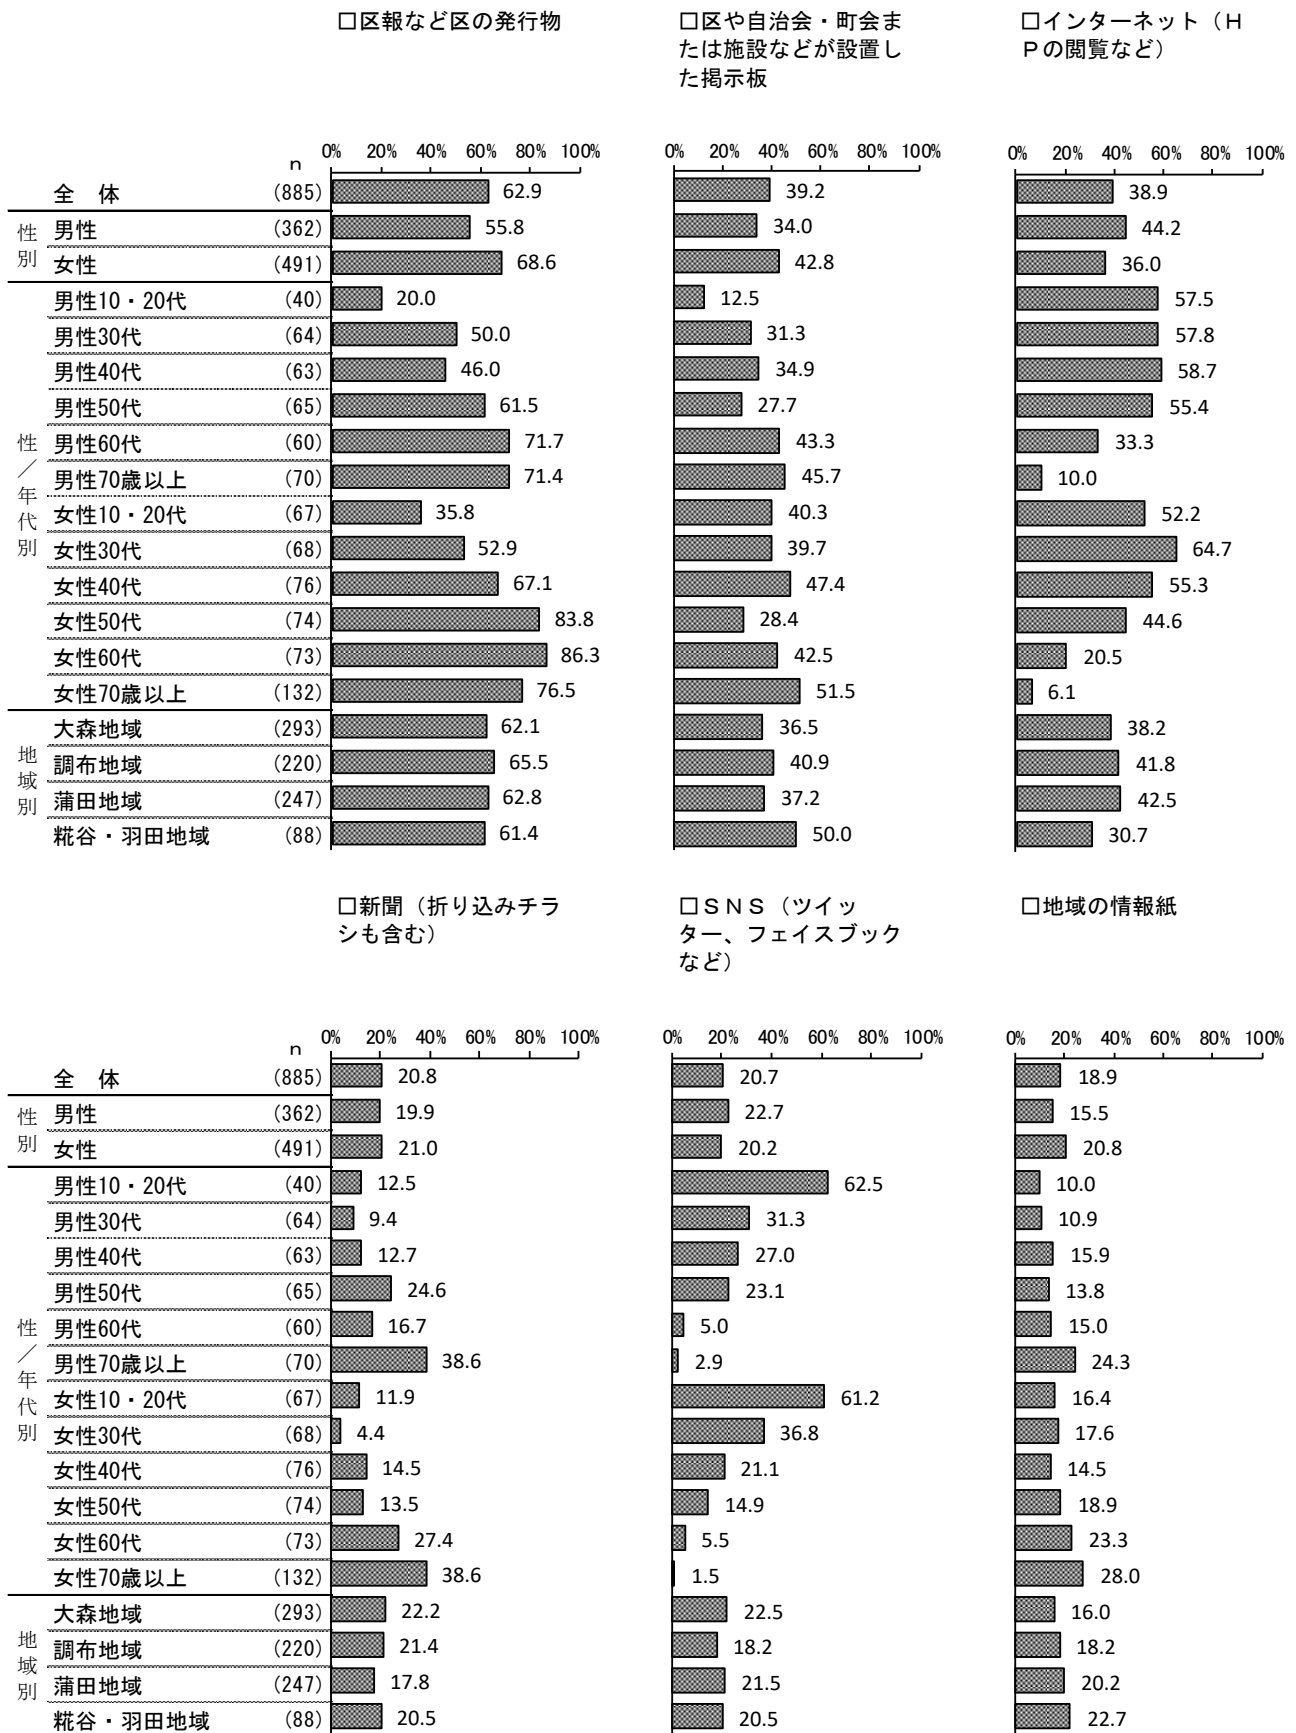 □区報など区の発行物
□区や自治会・町会ま
たは施設などが設置し
た掲示板
□インターネット（Ｈ
Ｐの閲覧など）
n 0% 20% 40% 60% 80% 100% 0% 20% 40% 60% 80% 100% 0% 20% 40% 60% 80% 100%
全　体 (885) 62.9 39.2 38.9
性別
男性 (362) 55.8 34.0 44.2
女性 (491) 68.6 42.8 36.0
性／年代別
男性10・20代 (40) 20.0 12.5 57.5
男性30代 (64) 50.0 31.3 57.8
男性40代 (63) 46.0 34.9 58.7
男性50代 (65) 61.5 27.7 55.4
男性60代 (60) 71.7 43.3 33.3
男性70歳以上 (70) 71.4 45.7 10.0
女性10・20代 (67) 35.8 40.3 52.2
女性30代 (68) 52.9 39.7 64.7
女性40代 (76) 67.1 47.4 55.3
女性50代 (74) 83.8 28.4 44.6
女性60代 (73) 86.3 42.5 20.5
女性70歳以上 (132) 76.5 51.5 6.1
地域別
大森地域 (293) 62.1 36.5 38.2
調布地域 (220) 65.5 40.9 41.8
蒲田地域 (247) 62.8 37.2 42.5
糀谷・羽田地域 (88) 61.4 50.0 30.7
□新聞（折り込みチラ
シも含む）
□ＳＮＳ（ツイッ
ター、フェイスブック
など）
□地域の情報紙
n 0% 20% 40% 60% 80% 100% 0% 20% 40% 60% 80% 100% 0% 20% 40% 60% 80% 100%
全　体 (885) 20.8 20.7 18.9
性別
男性 (362) 19.9 22.7 15.5
女性 (491) 21.0 20.2 20.8
性／年代別
男性10・20代 (40) 12.5 62.5 10.0
男性30代 (64) 9.4 31.3 10.9
男性40代 (63) 12.7 27.0 15.9
男性50代 (65) 24.6 23.1 13.8
男性60代 (60) 16.7 5.0 15.0
男性70歳以上 (70) 38.6 2.9 24.3
女性10・20代 (67) 11.9 61.2 16.4
女性30代 (68) 4.4 36.8 17.6
女性40代 (76) 14.5 21.1 14.5
女性50代 (74) 13.5 14.9 18.9
女性60代 (73) 27.4 5.5 23.3
女性70歳以上 (132) 38.6 1.5 28.0
地域別
大森地域 (293) 22.2 22.5 16.0
調布地域 (220) 21.4 18.2 18.2
蒲田地域 (247) 17.8 21.5 20.2
糀谷・羽田地域 (88) 20.5 20.5 22.7